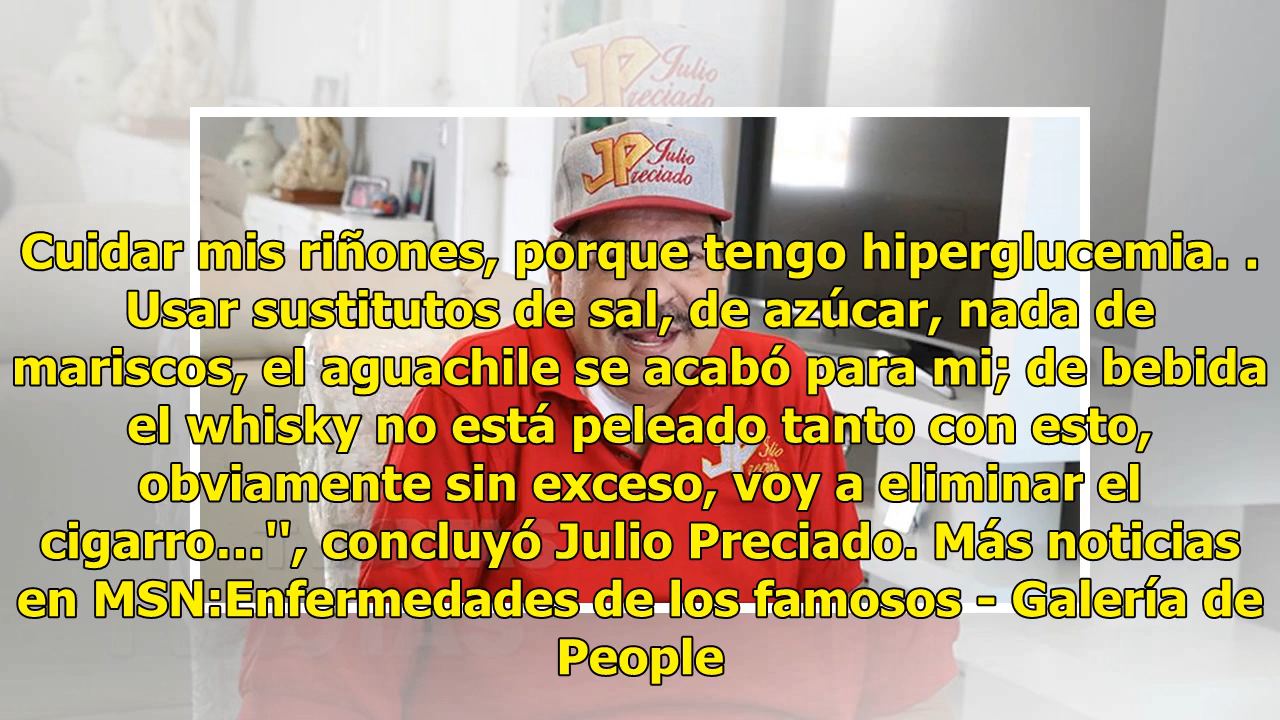 JP Julio
Preciado
JP Julio
Preciado
Cuidar mis riñones, porque tengo hiperglucemia. .
Usar sustitutos de sal, de azúcar, nada de
mariscos, el aguachile se acabó para mi; de bebida
el whisky no está peleado tanto con esto,
obviamente sin exceso, voy a eliminar el
cigarro...", concluyó Julio Preciado. Más noticias
en MSN:Enfermedades de los famosos - Galería de
People